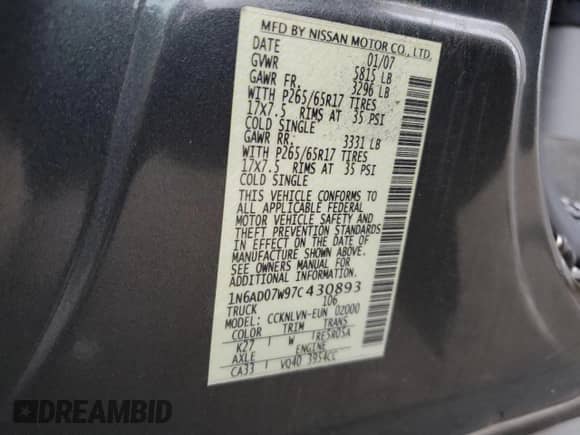 MFD BY NISSAN MOTOR CO., LTD.
DATE 01/07
GVWR 5815 LB
GAWR FR. 3296 LB
WITH P265/65R17 TIRES
17X7.5 RIMS AT 35 PSI
COLD SINGLE
GAWR RR. 3331 LB
WITH P265/65R17 TIRES
17X7.5 RIMS AT 35 PSI
COLD SINGLE
THIS VEHICLE CONFORMS TO
ALL APPLICABLE FEDERAL
MOTOR VEHICLE SAFETY AND
THEFT PREVENTION STANDARDS
IN EFFECT ON THE DATE OF
MANUFACTURE SHOWN ABOVE.
SEE OWNERS MANUAL FOR
ADDITIONAL INFORMATION.
1N6AD07W97C430893
TRUCK 106
MODEL: CCKNLVN-EUN 02000
COLOR TRIM TRANS
K27 W TRE5R05A
AXLE ENGINE
CA33 VQ40 3954CC
DREAMBID